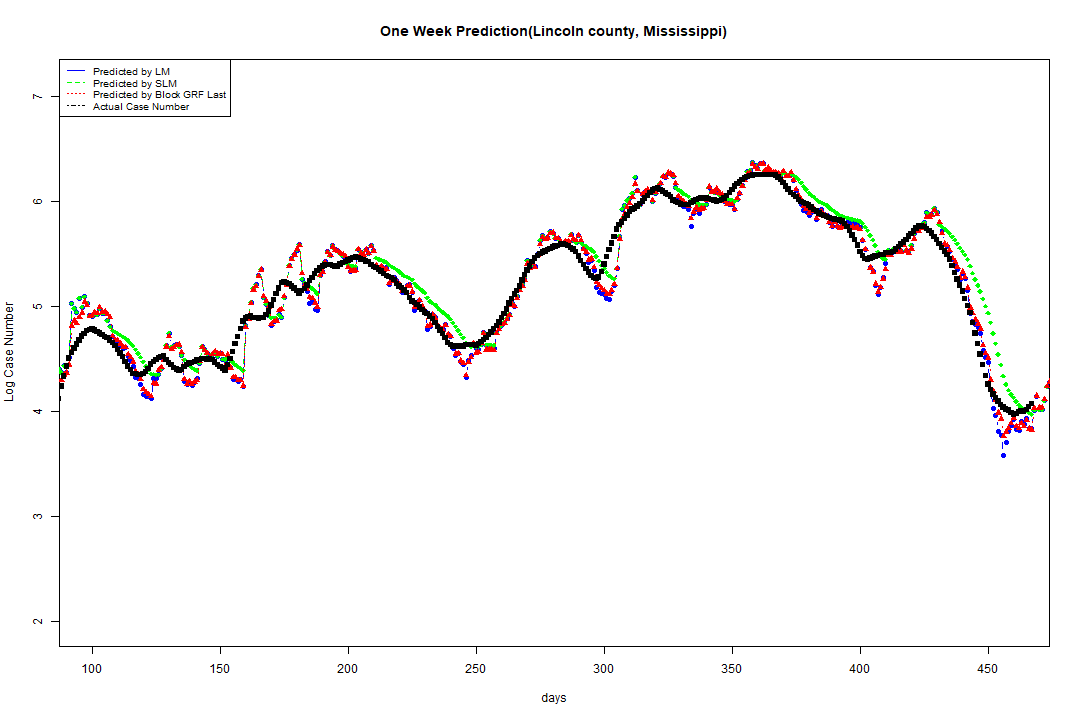 One Week Prediction(Lincoln county, Mississippi)
Predicted by LM
Predicted by SLM
Predicted by Block GRF Last
Actual Case Number
7
6
5
4
3
2
Log Case Number
100 150 200 250 300 350 400 450
days